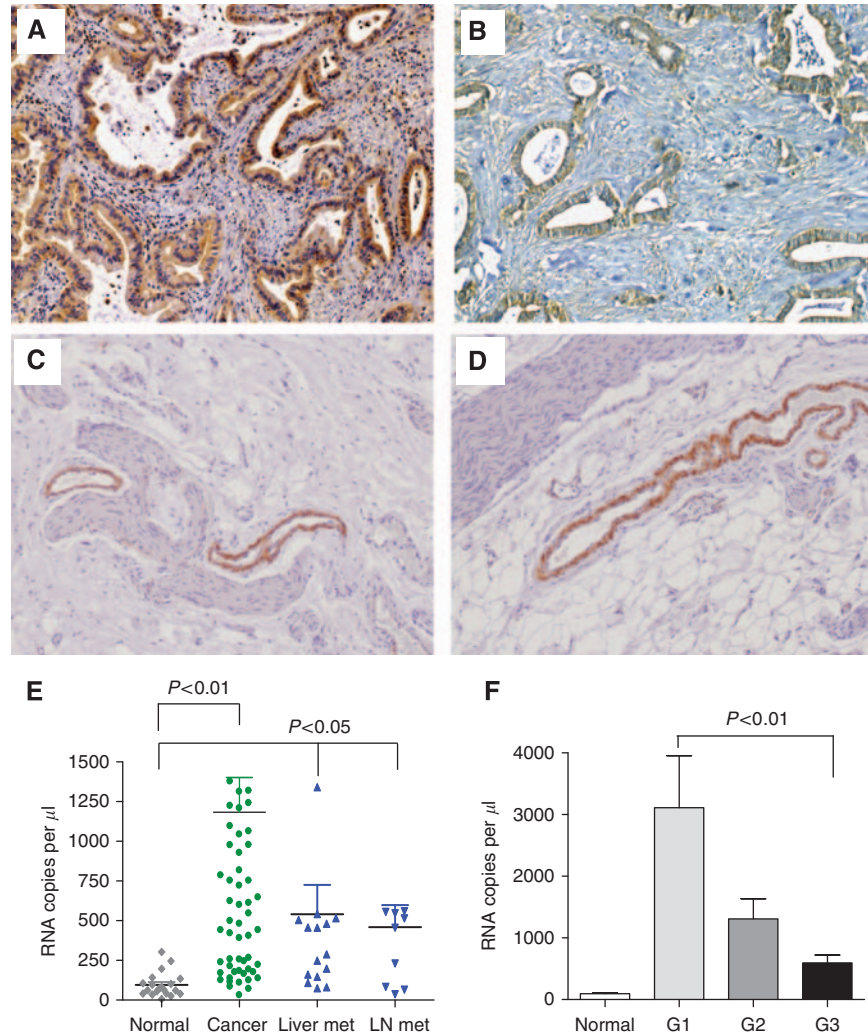 A
B
C
D
E
P<0.01
P<0.05
1500
1250
1000
750
500
250
0
RNA copies per μl
Normal Cancer Liver met LN met
F
P<0.01
4000
3000
2000
1000
0
RNA copies per μl
Normal G1 G2 G3